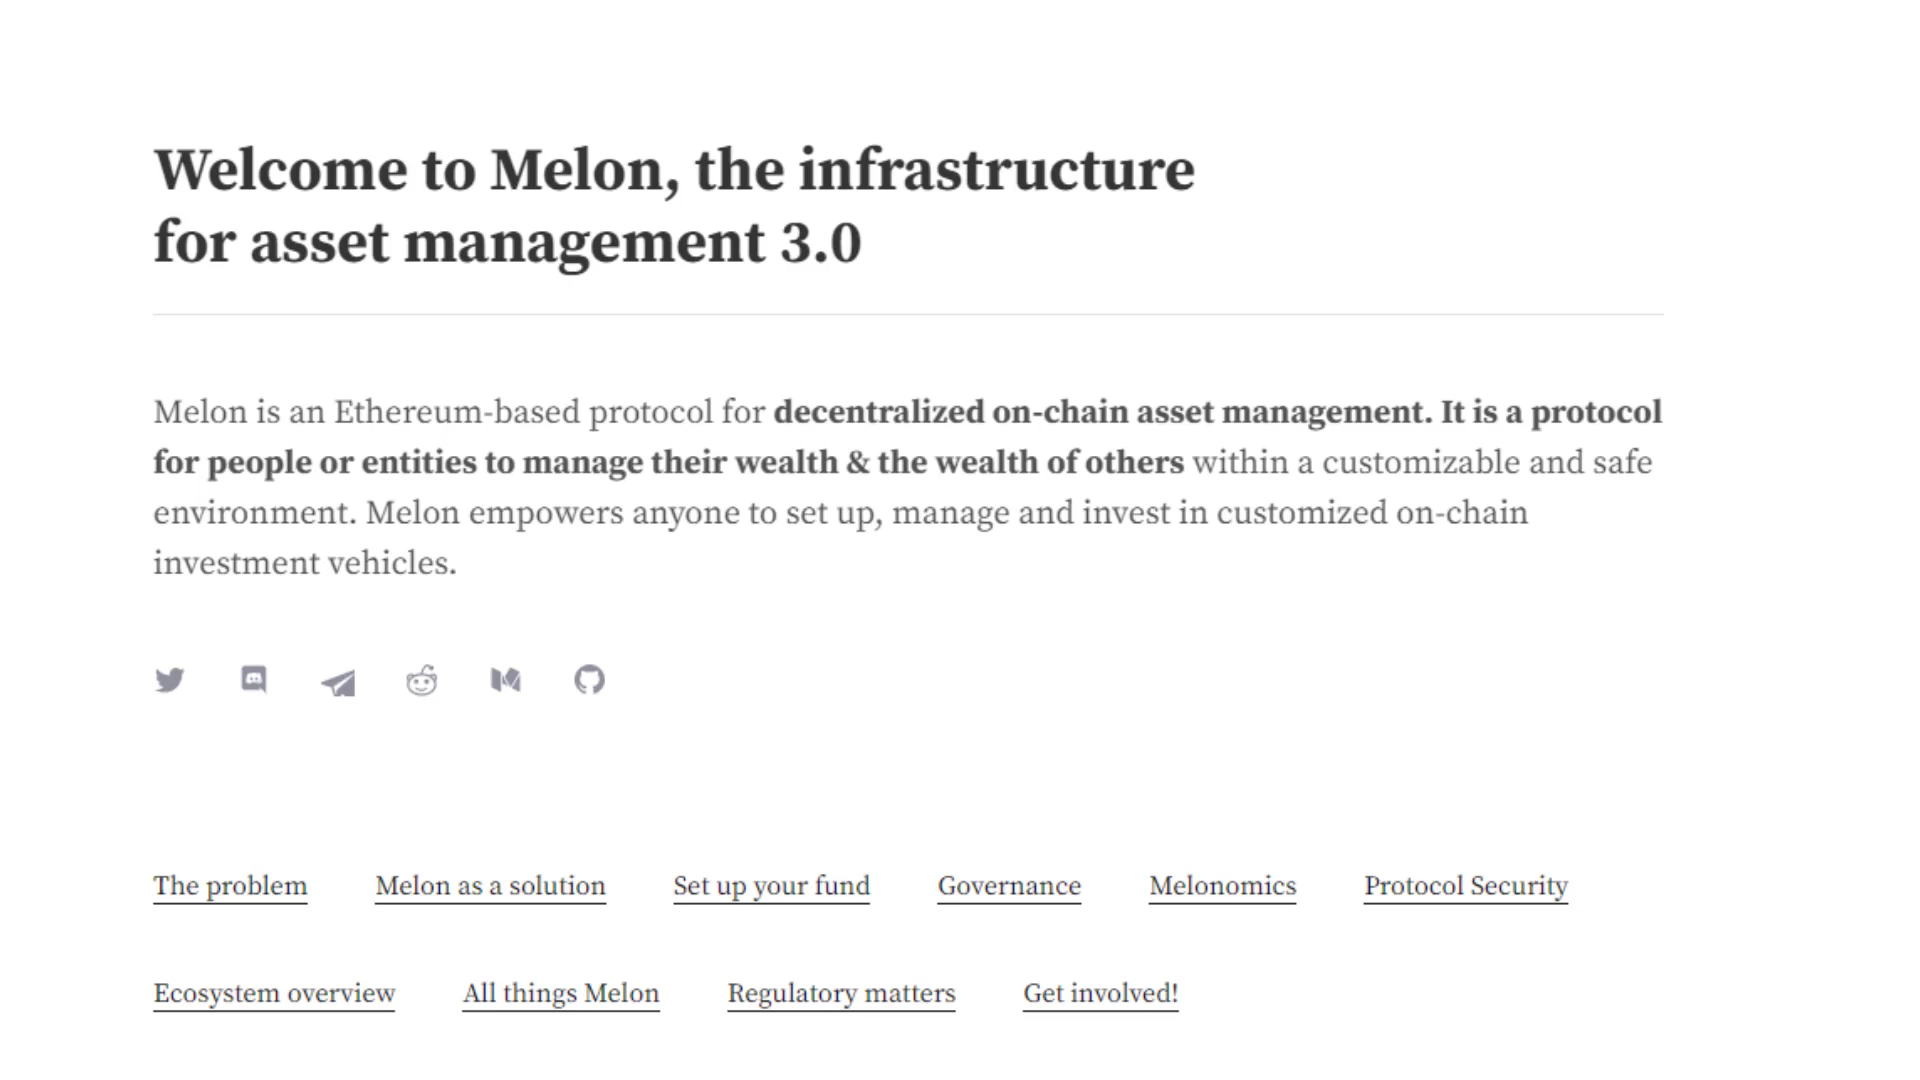 Welcome to Melon, the infrastructure
for asset management 3.0
Melon is an Ethereum-based protocol for decentralized on-chain asset management. It is a protocol
for people or entities to manage their wealth & the wealth of others within a customizable and safe
environment. Melon empowers anyone to set up, manage and invest in customized on-chain
investment vehicles.
The problem Melon as a solution Set up your fund Governance Melonomics Protocol Security
Ecosystem overview All things Melon Regulatory matters Get involved!